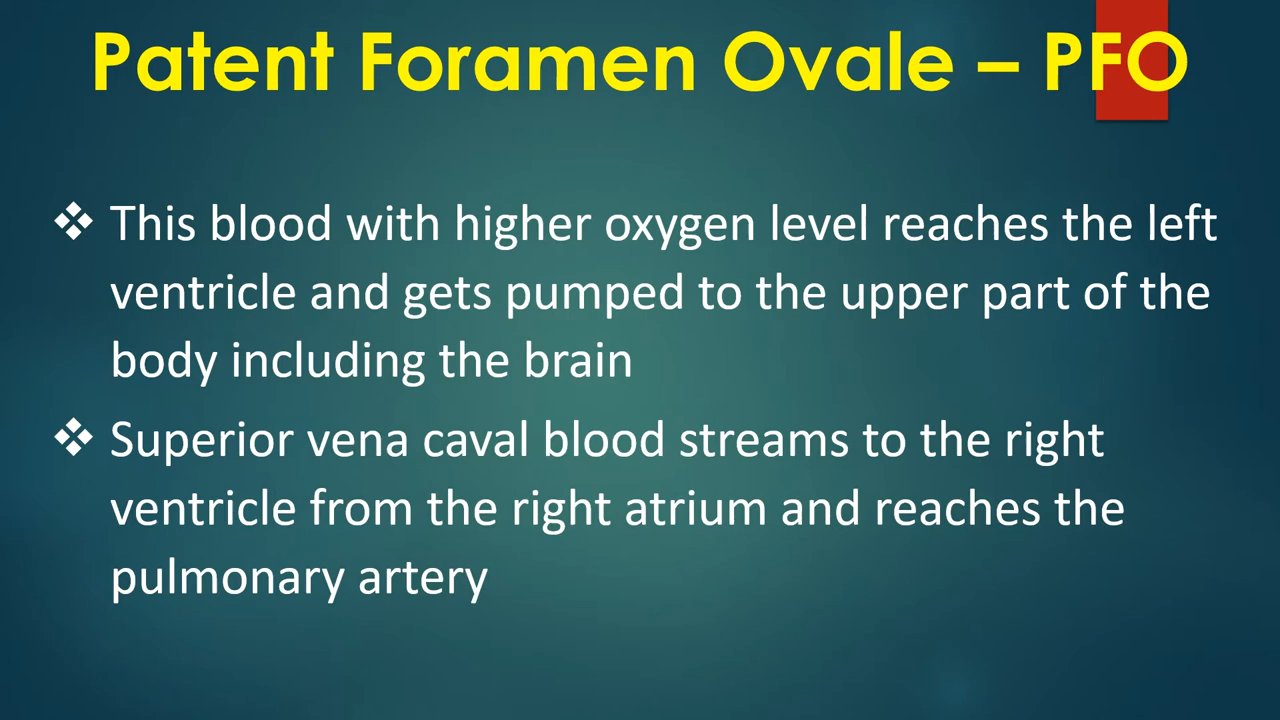 Patent Foramen Ovale – PFO
❖ This blood with higher oxygen level reaches the left
ventricle and gets pumped to the upper part of the
body including the brain
❖ Superior vena caval blood streams to the right
ventricle from the right atrium and reaches the
pulmonary artery